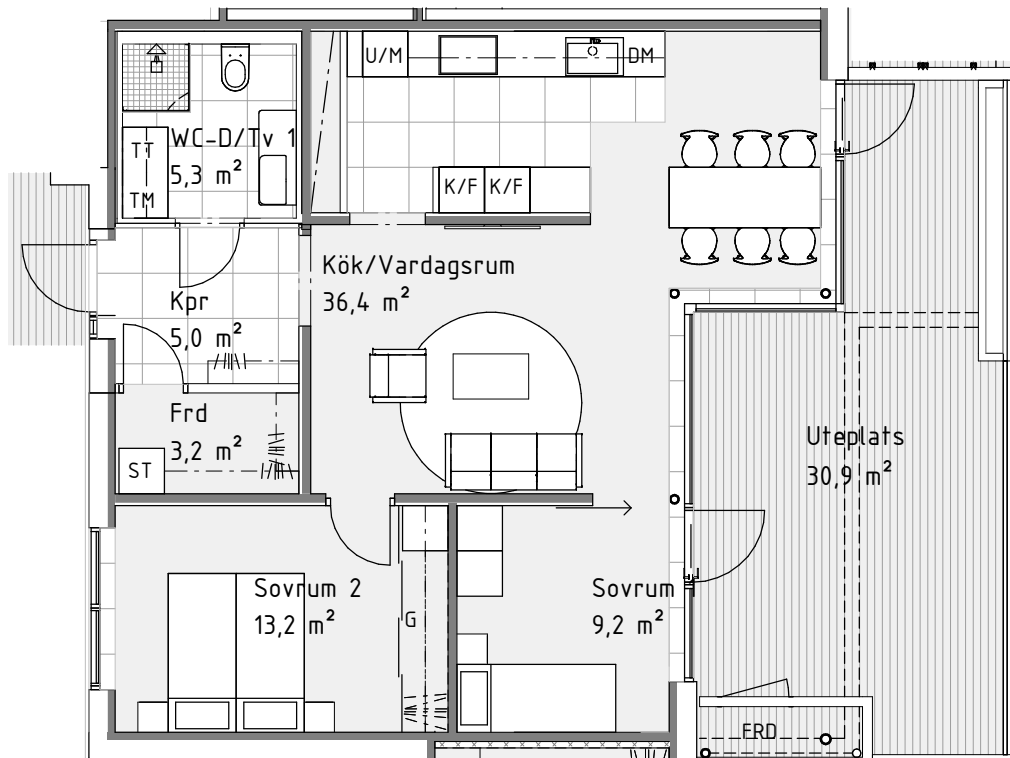 U/M
DM
WC-D/Tv 1
5,3 m²
TT
TM
K/F
K/F
Kök/Vardagsrum
36,4 m²
Kpr
5,0 m²
Frd
3,2 m²
ST
Uteplats
30,9 m²
Sovrum 2
13,2 m²
G
Sovrum
9,2 m²
FRD